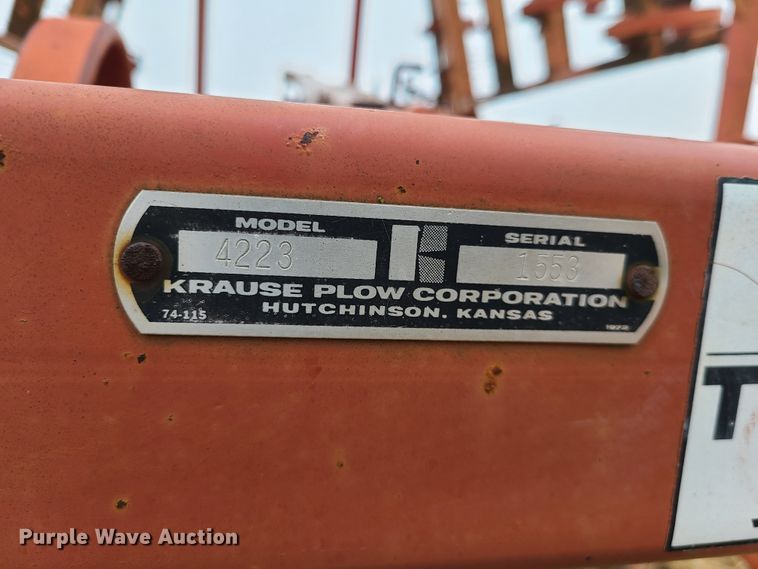 MODEL
SERIAL
4223
1553
KRAUSE PLOW CORPORATION
HUTCHINSON, KANSAS
74-115
T
Purple Wave Auction